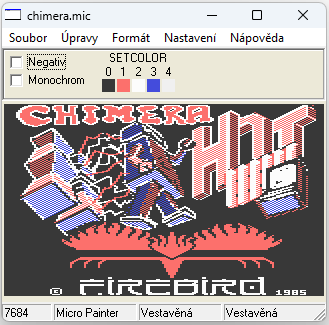 chimera.mic
Soubor Úpravy Formát Nastavení Nápověda
Negativ
Monochrom
SETCOLOR
0 1 2 3 4
CHIMERA
HIT
© FIREBIRD 1985
7684 Micro Painter Vestavěná Vestavěná